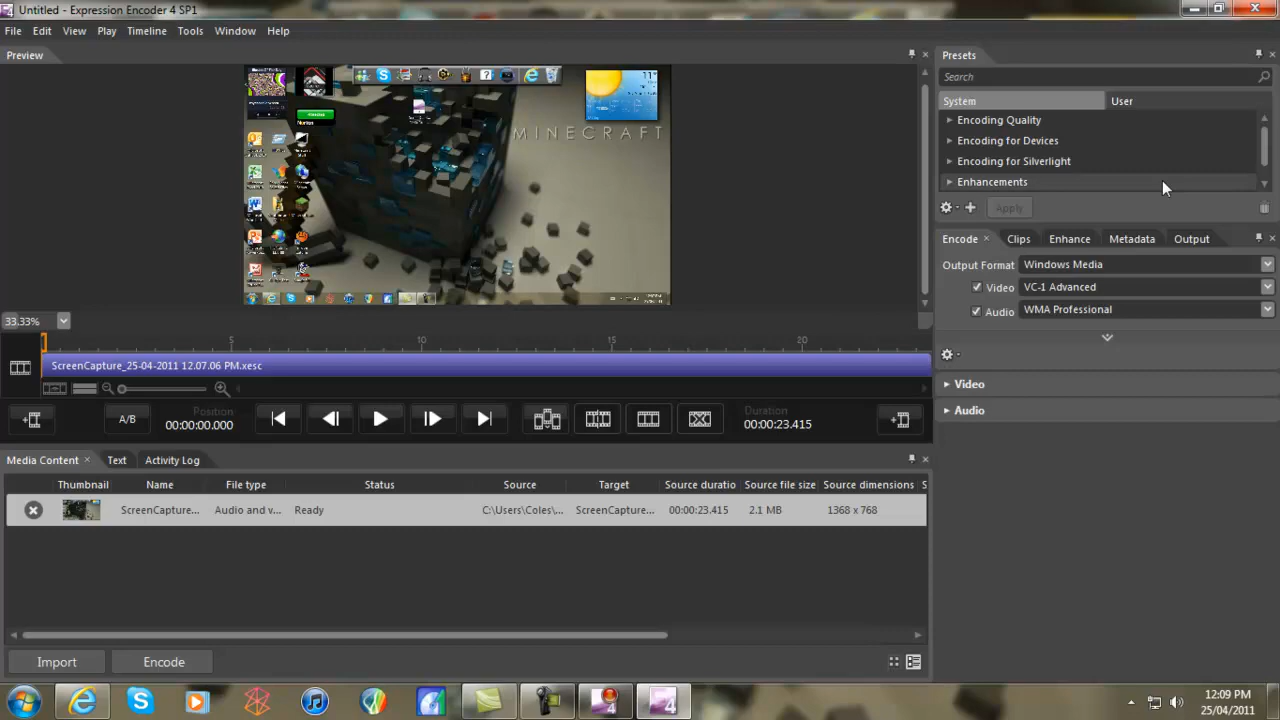 Untitled - Expression Encoder 4 SP1
File Edit View Play Timeline Tools Window Help
Preview
MINECRAFT
11°
33.33%
5 10 15 20
ScreenCapture_25-04-2011 12.07.06 PM.xesc
A/B
Position
00:00:00.000
Duration
00:00:23.415
Media Content Text Activity Log
Thumbnail Name File type Status Source Target Source duratio Source file size Source dimensions S
ScreenCapture... Audio and v... Ready C:\Users\Coles\... ScreenCapture... 00:00:23.415 2.1 MB 1368 x 768
Import Encode
Presets
Search
System User
Encoding Quality
Encoding for Devices
Encoding for Silverlight
Enhancements
Apply
Encode Clips Enhance Metadata Output
Output Format Windows Media
Video VC-1 Advanced
Audio WMA Professional
Video
Audio
12:09 PM
25/04/2011